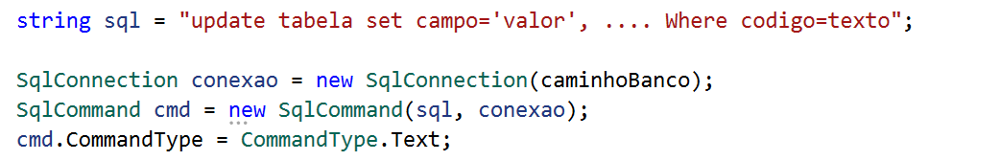 string sql = "update tabela set campo='valor', .... Where codigo=texto";
SqlConnection conexao = new SqlConnection(caminhoBanco);
SqlCommand cmd = new SqlCommand(sql, conexao);
cmd.CommandType = CommandType.Text;